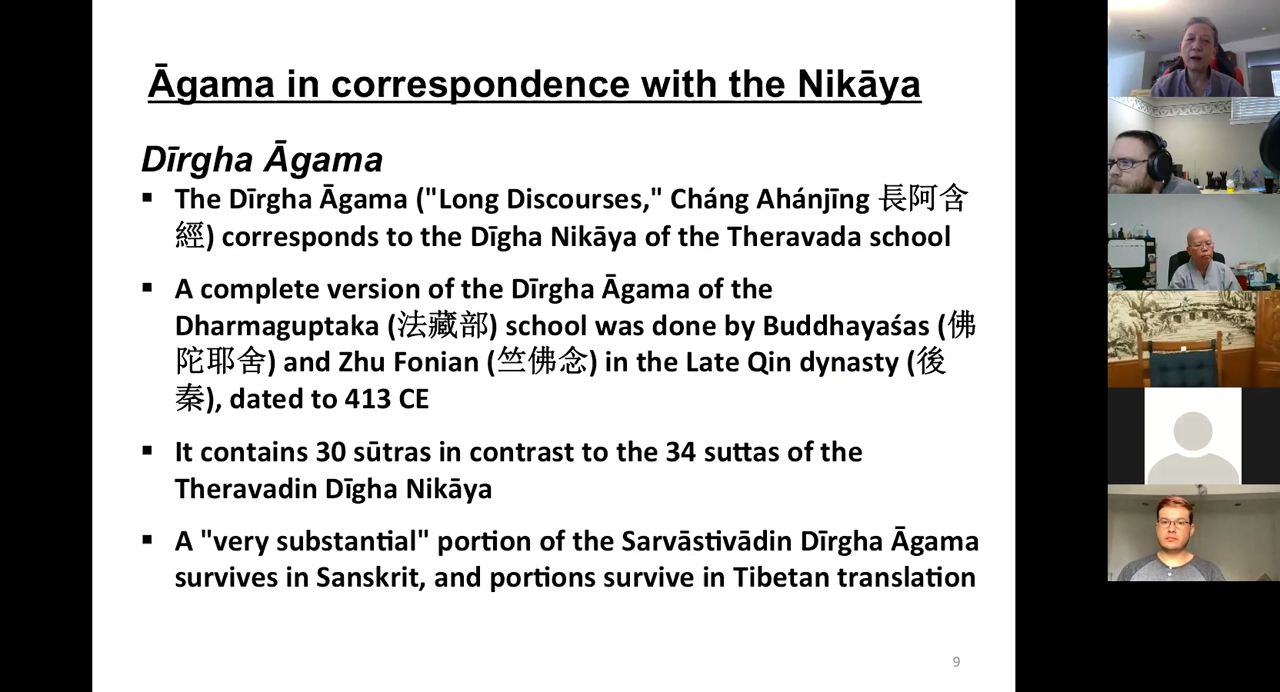 Āgama in correspondence with the Nikāya
Dīrgha Āgama
▪ The Dīrgha Āgama ("Long Discourses," Cháng Ahánjīng 長阿含
經) corresponds to the Dīgha Nikāya of the Theravada school
▪ A complete version of the Dīrgha Āgama of the
Dharmaguptaka (法藏部) school was done by Buddhayaśas (佛
陀耶舍) and Zhu Fonian (竺佛念) in the Late Qin dynasty (後
秦), dated to 413 CE
▪ It contains 30 sūtras in contrast to the 34 suttas of the
Theravadin Dīgha Nikāya
▪ A "very substantial" portion of the Sarvāstivādin Dīrgha Āgama
survives in Sanskrit, and portions survive in Tibetan translation
9